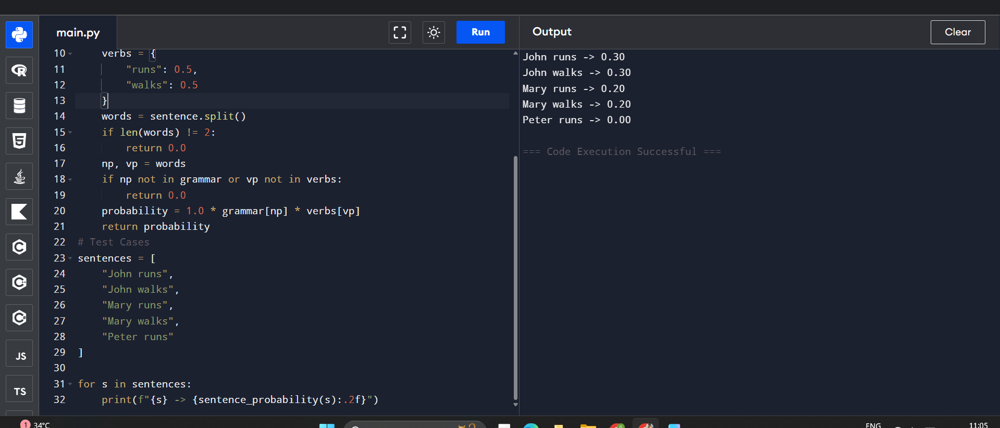 main.py
Run
Output
Clear
10 verbs = {
11 "runs": 0.5,
12 "walks": 0.5
13 }
14 words = sentence.split()
15 if len(words) != 2:
16 return 0.0
17 np, vp = words
18 if np not in grammar or vp not in verbs:
19 return 0.0
20 probability = 1.0 * grammar[np] * verbs[vp]
21 return probability
22 # Test Cases
23 sentences = [
24 "John runs",
25 "John walks",
26 "Mary runs",
27 "Mary walks",
28 "Peter runs"
29 ]
30
31 for s in sentences:
32 print(f"{s} -> {sentence_probability(s):.2f}")
John runs -> 0.30
John walks -> 0.30
Mary runs -> 0.20
Mary walks -> 0.20
Peter runs -> 0.00
=== Code Execution Successful ===
R
5
C
C++
C#
JS
TS
1
34°C
ENG
11:05